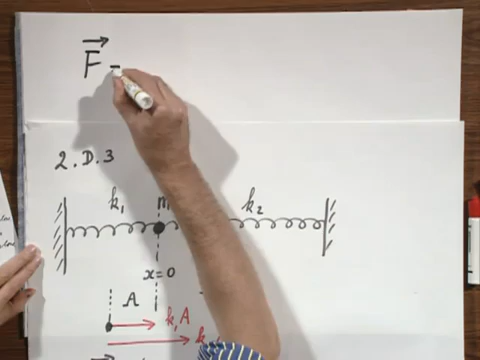 F⃗ =
2.D.3
k₁ m k₂
x=0
A k₁A
k